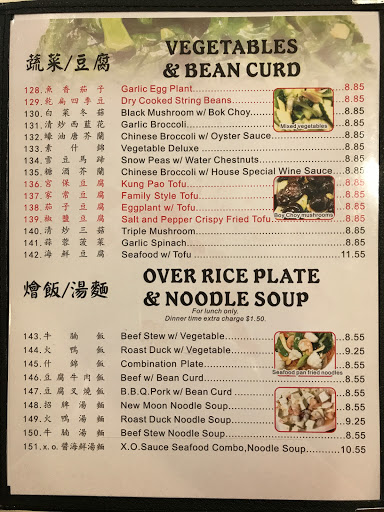 蔬菜/豆腐
VEGETABLES
& BEAN CURD
128.魚香茄子 Garlic Egg Plant 8.85
129.乾扁四季豆 Dry Cooked String Beans 8.85
130.白菜冬菇 Black Mushroom w/ Bok Choy 8.85
131.清炒西蘭花 Garlic Broccoli 8.85
132.蠔油芥蘭 Chinese Broccoli w/ Oyster Sauce 8.85
133.素什錦 Vegetable Deluxe 8.85
134.雪豆馬蹄 Snow Peas w/ Water Chestnuts 8.85
135.糖酒芥蘭 Chinese Broccoli w/ House Special Wine Sauce 8.85
136.宮保豆腐 Kung Pao Tofu 8.85
137.家常豆腐 Family Style Tofu 8.85
138.茄子豆腐 Eggplant w/ Tofu 8.85
139.椒鹽豆腐 Salt and Pepper Crispy Fried Tofu 8.85
140.清炒三菇 Triple Mushroom 8.85
141.蒜蓉菠菜 Garlic Spinach 8.85
142.海鮮豆腐 Seafood w/ Tofu 11.55
Mixed vegetables
Boy Choy mushrooms
燴飯/湯麵
OVER RICE PLATE
& NOODLE SOUP
For lunch only.
Dinner time extra charge $1.50.
143.牛腩飯 Beef Stew w/ Vegetable 8.55
144.火鴨飯 Roast Duck w/ Vegetable 9.25
145.什錦飯 Combination Plate 8.55
146.豆腐牛肉飯 Beef w/ Bean Curd 8.55
147.豆腐叉燒飯 B.B.Q.Pork w/ Bean Curd 8.55
148.招牌湯麵 New Moon Noodle Soup 8.55
149.火鴨湯麵 Roast Duck Noodle Soup 9.25
150.牛腩湯麵 Beef Stew Noodle Soup 8.55
151.x.o.醬海鮮湯麵 X.O.Sauce Seafood Combo,Noodle Soup 10.55
Seafood pan fried noodles